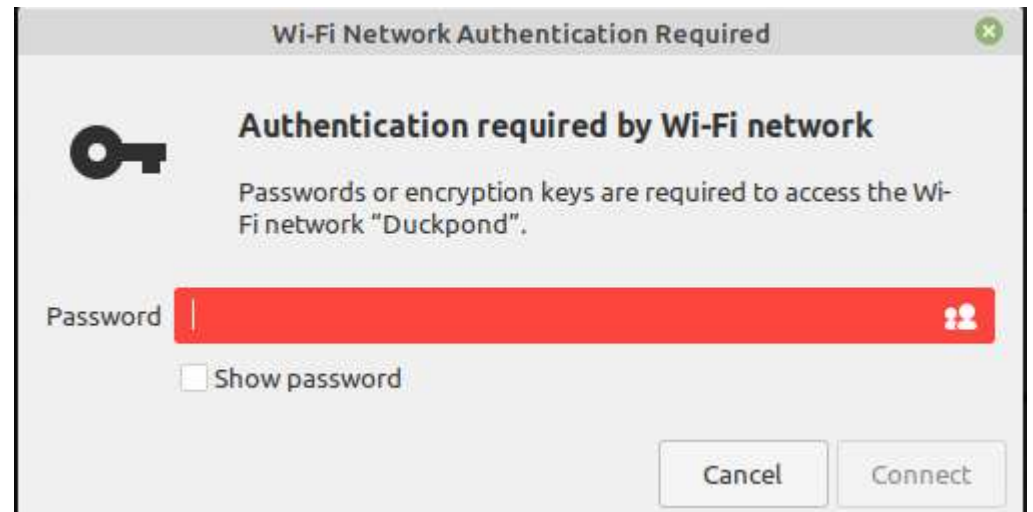 Wi-Fi Network Authentication Required
Authentication required by Wi-Fi network
Passwords or encryption keys are required to access the Wi-
Fi network “Duckpond”.
Password
Show password
Cancel Connect